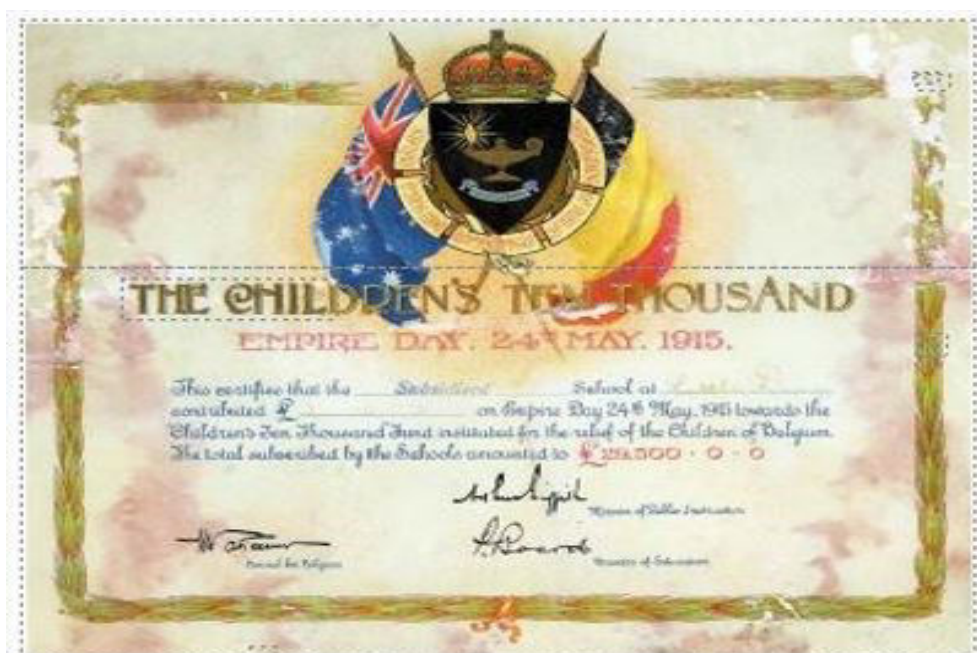 THE CHILDREN'S TEN THOUSAND
EMPIRE DAY. 24TH MAY. 1915.
This certifies that the School at
contributed £ on Empire Day 24th May, 1915 towards the
Children's Ten Thousand Fund instituted for the relief of the Children of Belgium.
The total subscribed by the Schools amounted to £ 500 · 0 · 0
Minister of Public Instruction
P. Board
Consul for Belgium
Director of Education